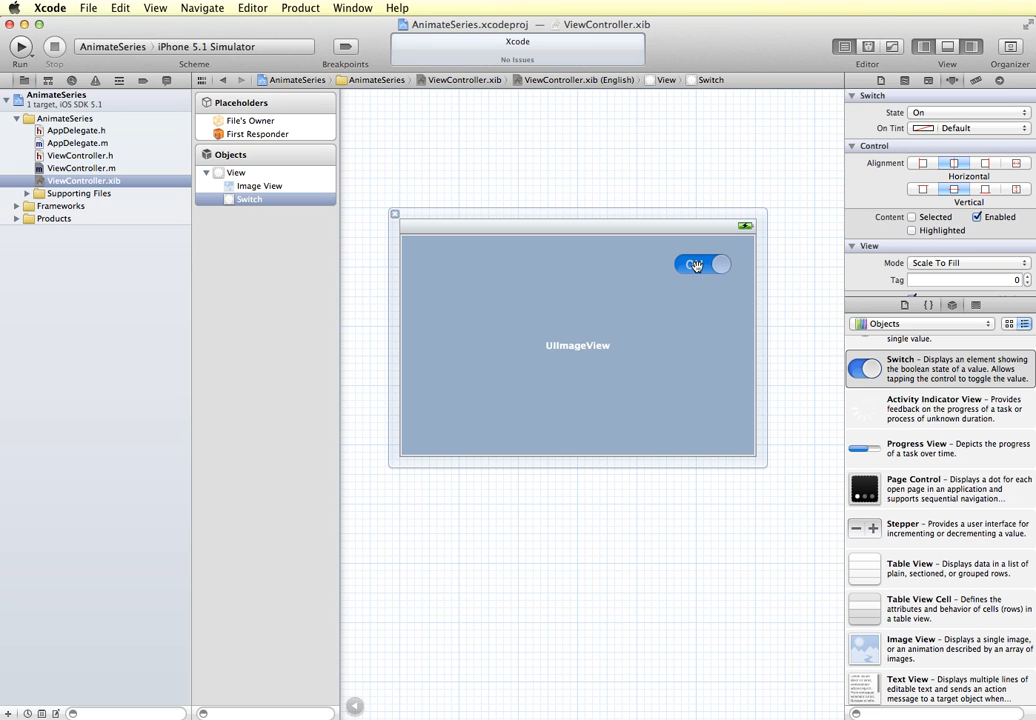 Xcode File Edit View Navigate Editor Product Window Help
AnimateSeries.xcodeproj — ViewController.xib
AnimateSeries iPhone 5.1 Simulator
Xcode
No Issues
Run Stop Scheme Breakpoints Editor View Organizer
AnimateSeries AnimateSeries ViewController.xib ViewController.xib (English) View Switch
AnimateSeries
1 target, iOS SDK 5.1
AnimateSeries
AppDelegate.h
AppDelegate.m
ViewController.h
ViewController.m
ViewController.xib
Supporting Files
Frameworks
Products
Placeholders
File's Owner
First Responder
Objects
View
Image View
Switch
UIImageView
Switch
State On
On Tint Default
Control
Alignment
Horizontal
Vertical
Content Selected Enabled
Highlighted
View
Mode Scale To Fill
Tag 0
Objects
single value.
Switch – Displays an element showing
the boolean state of a value. Allows
tapping the control to toggle the value.
Activity Indicator View – Provides
feedback on the progress of a task or
process of unknown duration.
Progress View – Depicts the progress
of a task over time.
Page Control – Displays a dot for each
open page in an application and
supports sequential navigation...
Stepper – Provides a user interface for
incrementing or decrementing a value.
Table View – Displays data in a list of
plain, sectioned, or grouped rows.
Table View Cell – Defines the
attributes and behavior of cells (rows) in
a table view.
Image View – Displays a single image,
or an animation described by an array of
images.
Text View – Displays multiple lines of
editable text and sends an action
message to a target object when...